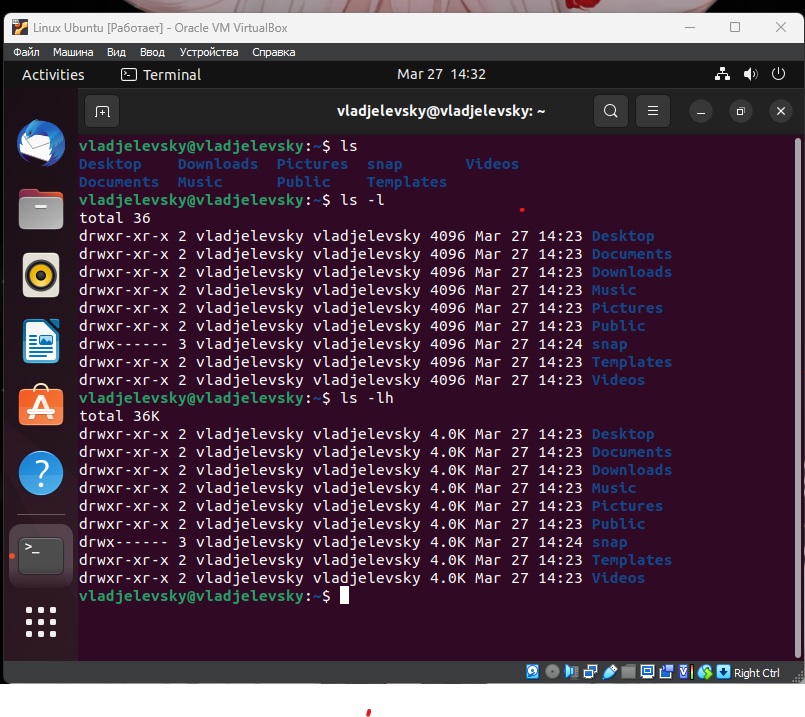 Linux Ubuntu [Работает] - Oracle VM VirtualBox
Файл Машина Вид Ввод Устройства Справка
Activities Terminal Mar 27 14:32
vladjelevsky@vladjelevsky: ~
vladjelevsky@vladjelevsky:~$ ls
Desktop Downloads Pictures snap Videos
Documents Music Public Templates
vladjelevsky@vladjelevsky:~$ ls -l
total 36
drwxr-xr-x 2 vladjelevsky vladjelevsky 4096 Mar 27 14:23 Desktop
drwxr-xr-x 2 vladjelevsky vladjelevsky 4096 Mar 27 14:23 Documents
drwxr-xr-x 2 vladjelevsky vladjelevsky 4096 Mar 27 14:23 Downloads
drwxr-xr-x 2 vladjelevsky vladjelevsky 4096 Mar 27 14:23 Music
drwxr-xr-x 2 vladjelevsky vladjelevsky 4096 Mar 27 14:23 Pictures
drwxr-xr-x 2 vladjelevsky vladjelevsky 4096 Mar 27 14:23 Public
drwx------ 3 vladjelevsky vladjelevsky 4096 Mar 27 14:24 snap
drwxr-xr-x 2 vladjelevsky vladjelevsky 4096 Mar 27 14:23 Templates
drwxr-xr-x 2 vladjelevsky vladjelevsky 4096 Mar 27 14:23 Videos
vladjelevsky@vladjelevsky:~$ ls -lh
total 36K
drwxr-xr-x 2 vladjelevsky vladjelevsky 4.0K Mar 27 14:23 Desktop
drwxr-xr-x 2 vladjelevsky vladjelevsky 4.0K Mar 27 14:23 Documents
drwxr-xr-x 2 vladjelevsky vladjelevsky 4.0K Mar 27 14:23 Downloads
drwxr-xr-x 2 vladjelevsky vladjelevsky 4.0K Mar 27 14:23 Music
drwxr-xr-x 2 vladjelevsky vladjelevsky 4.0K Mar 27 14:23 Pictures
drwxr-xr-x 2 vladjelevsky vladjelevsky 4.0K Mar 27 14:23 Public
drwx------ 3 vladjelevsky vladjelevsky 4.0K Mar 27 14:24 snap
drwxr-xr-x 2 vladjelevsky vladjelevsky 4.0K Mar 27 14:23 Templates
drwxr-xr-x 2 vladjelevsky vladjelevsky 4.0K Mar 27 14:23 Videos
vladjelevsky@vladjelevsky:~$
Right Ctrl